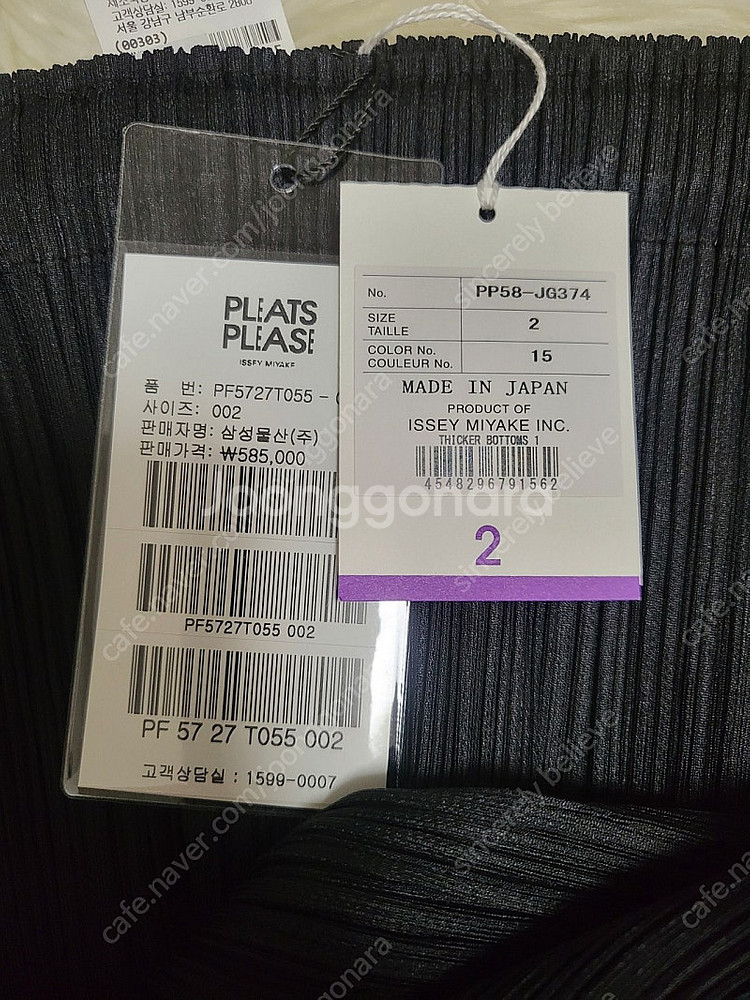 고객상담실: 1599-0
서울 강남구 남부순환로 2806
(00303)
PLEATS
PLEASE
ISSEY MIYAKE
품 번: PF5727T055 - (
사이즈: 002
판매자명: 삼성물산(주)
판매가격: ₩585,000
PF5727T055 002
PF 57 27 T055 002
고객상담실 : 1599-0007
No. PP58-JG374
SIZE
TAILLE 2
COLOR No.
COULEUR No. 15
MADE IN JAPAN
PRODUCT OF
ISSEY MIYAKE INC.
THICKER BOTTOMS 1
4548296791562
2
Joonggonara
cafe.naver.com/joonggonara
sincerely believe